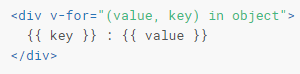 <div v-for="(value, key) in object">
  {{ key }} : {{ value }}
</div>